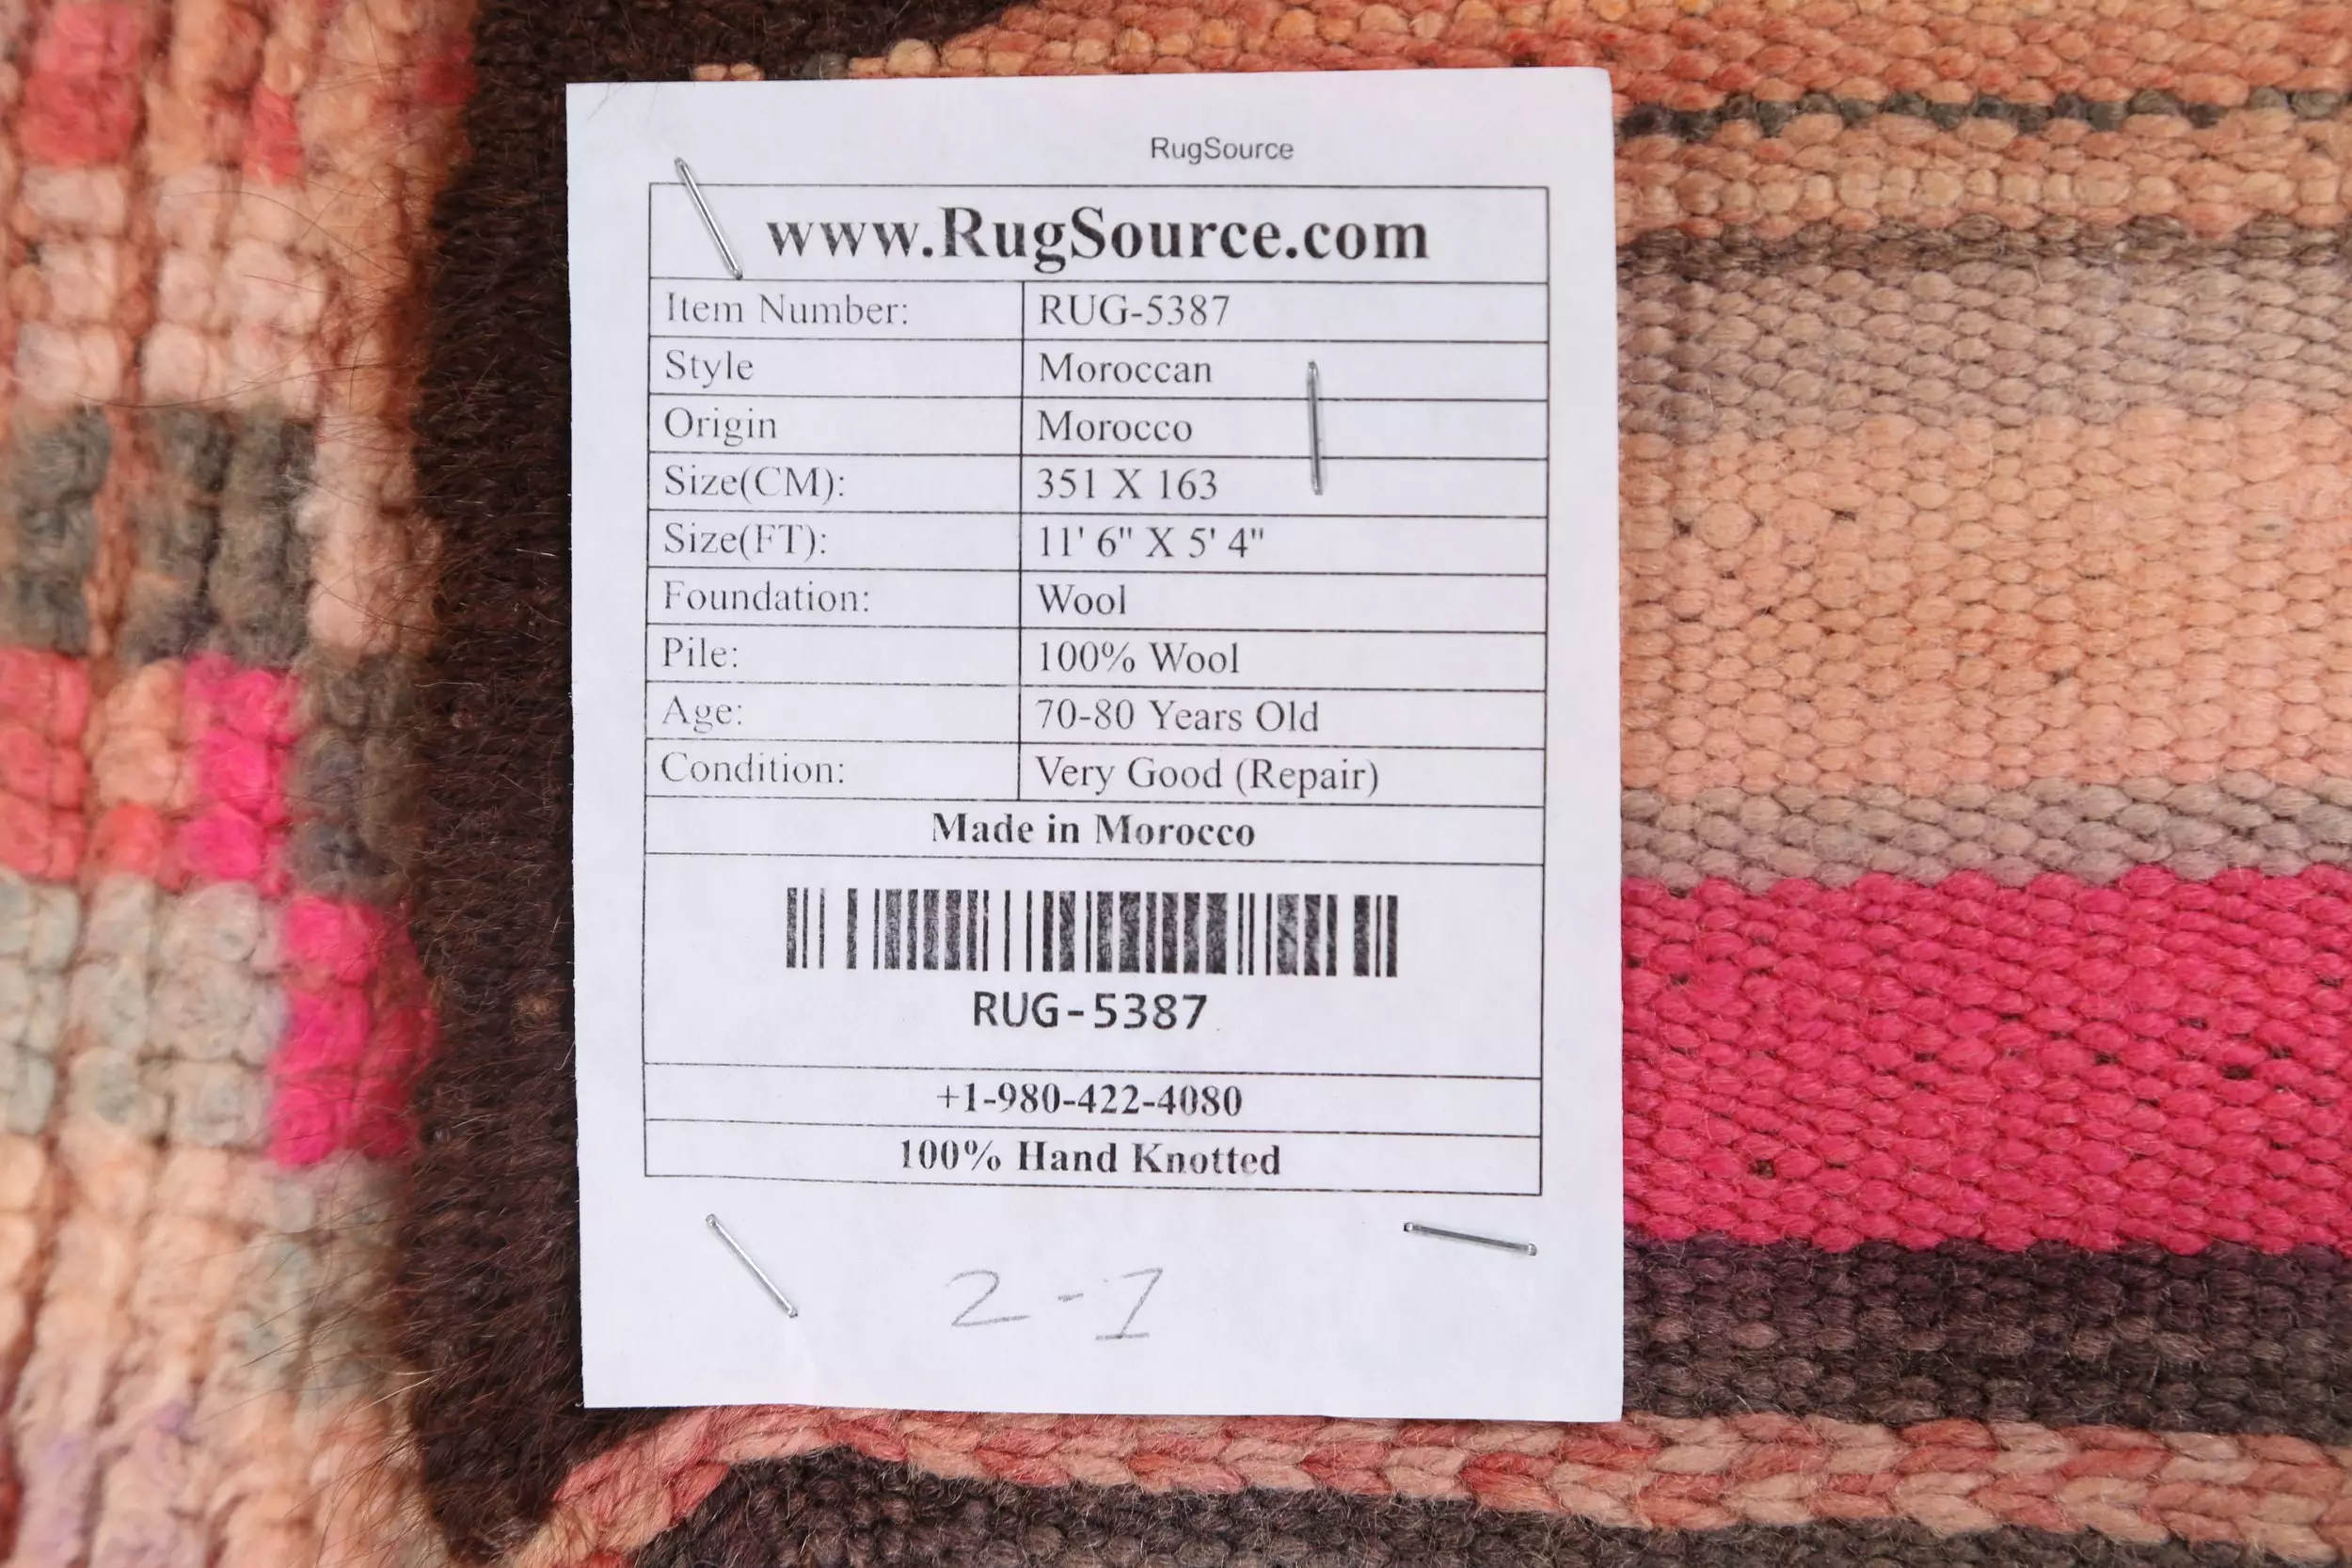 RugSource
www.RugSource.com
Item Number: RUG-5387
Style Moroccan
Origin Morocco
Size(CM): 351 X 163
Size(FT): 11' 6" X 5' 4"
Foundation: Wool
Pile: 100% Wool
Age: 70-80 Years Old
Condition: Very Good (Repair)
Made in Morocco
RUG-5387
+1-980-422-4080
100% Hand Knotted
2-1